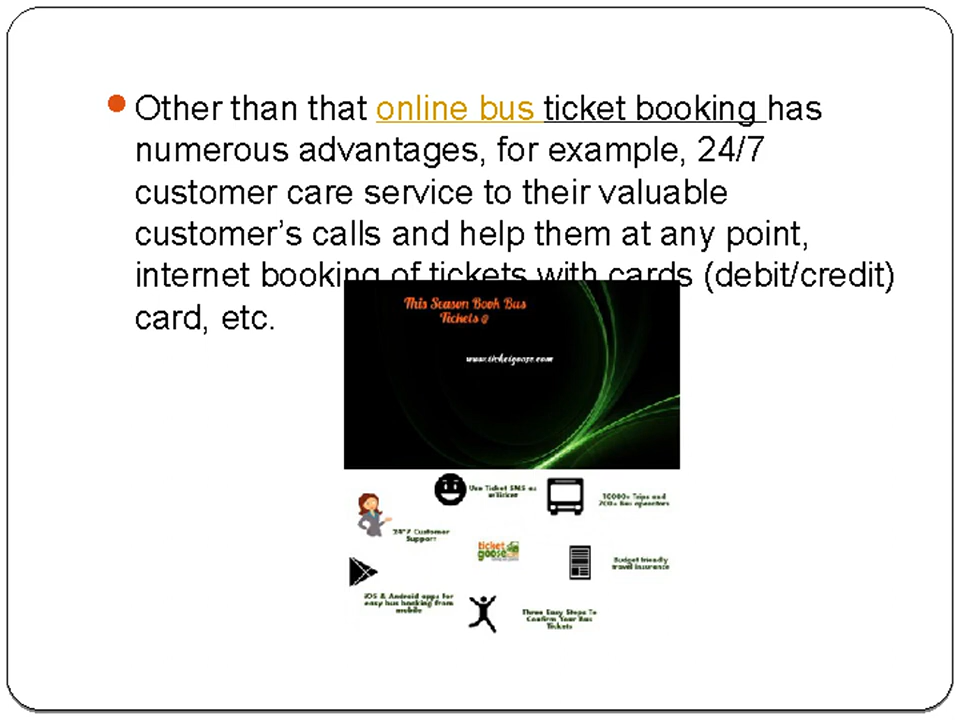 Other than that online bus ticket booking has
numerous advantages, for example, 24/7
customer care service to their valuable
customer’s calls and help them at any point,
internet booking of tickets with cards (debit/credit)
card, etc.
This Season Book Bus
Tickets @
www.ticketgoose.com
Use Ticket SMS as
10000+ Trips and
700+ Bus operators
24*7 Customer
Support
ticket
goose
Budget friendly
travel insurance
iOS & Android apps for
easy bus booking from
mobile
Three Easy Steps To
Confirm Your Bus
Tickets